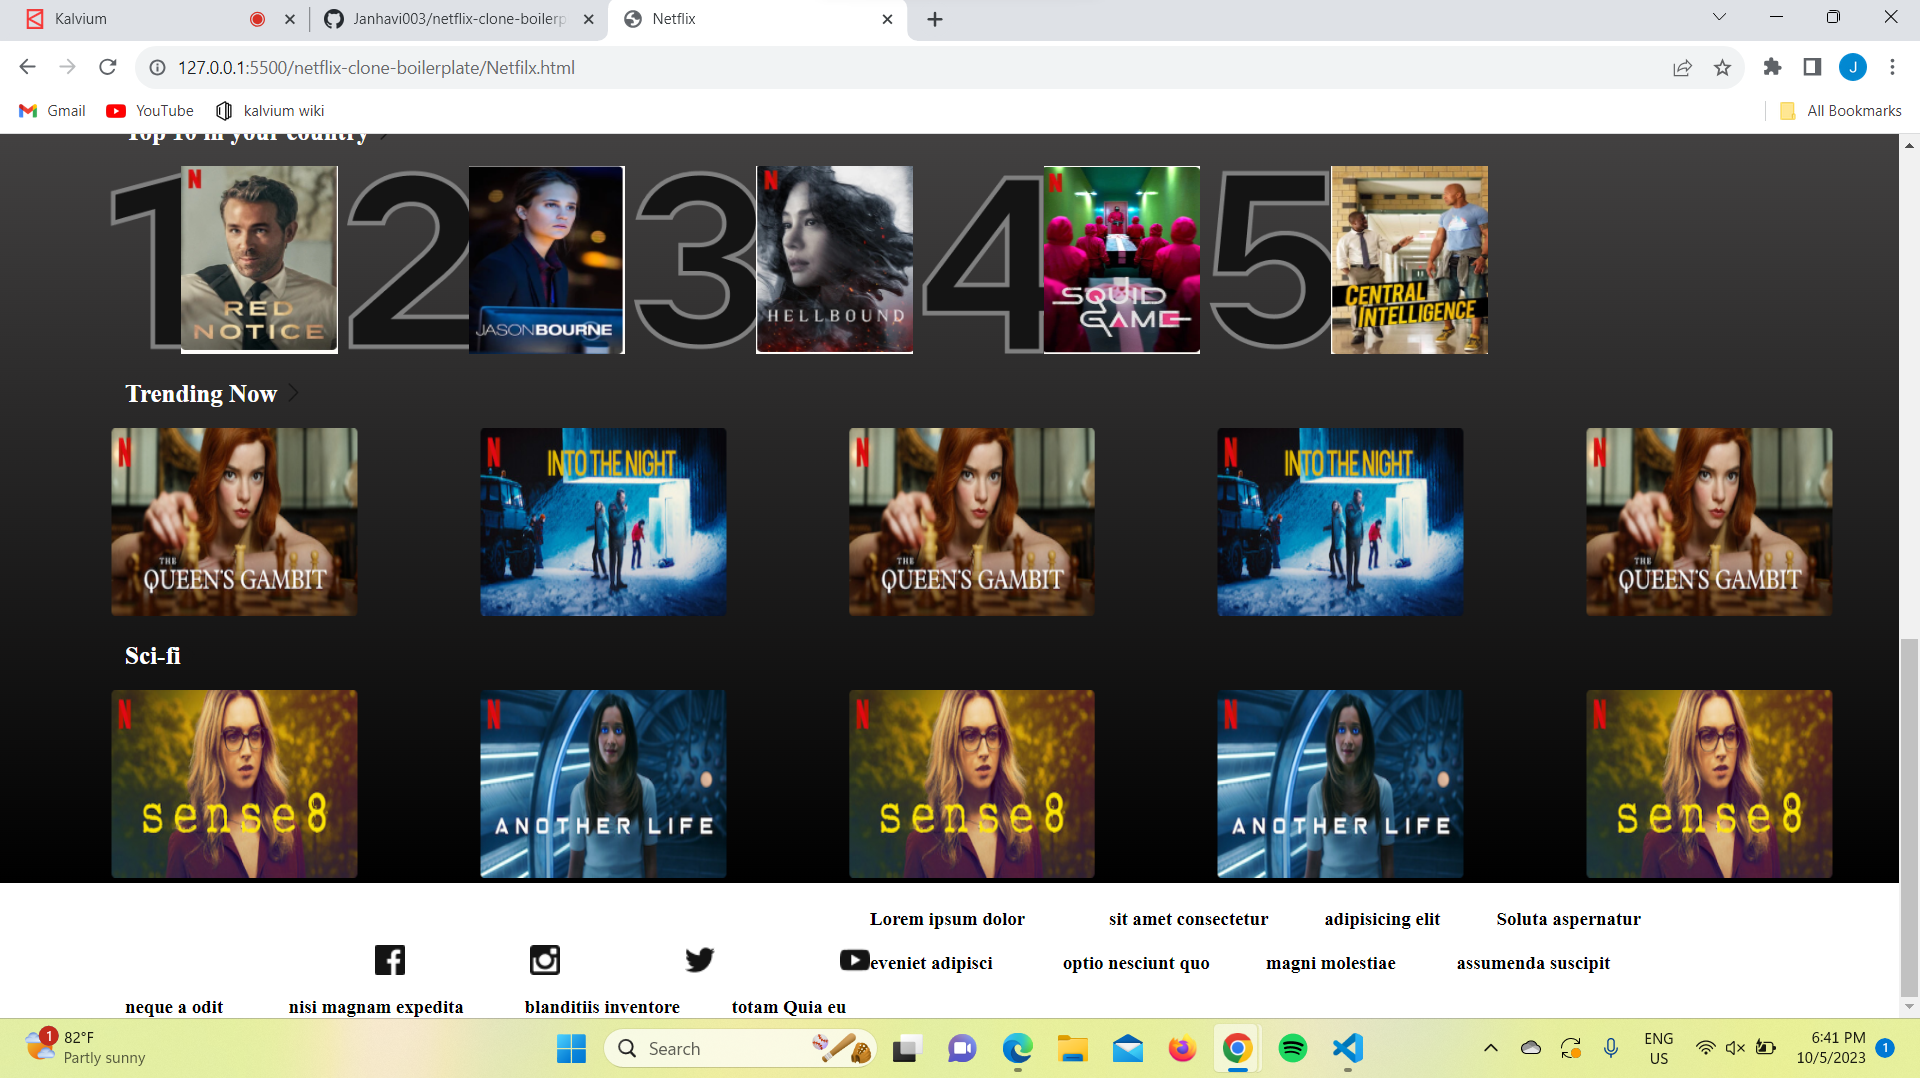 Kalvium
Janhavi003/netflix-clone-boilerp
Netflix
127.0.0.1:5500/netflix-clone-boilerplate/Netfilx.html
J
Gmail
YouTube
kalvium wiki
All Bookmarks
Top 10 in your country
1 2 3 4 5
N
RED
NOTICE
JASON BOURNE
N
HELLBOUND
N
SQUID
GAME
CENTRAL
INTELLIGENCE
Trending Now
N THE QUEEN'S GAMBIT
N INTO THE NIGHT
N THE QUEEN'S GAMBIT
N INTO THE NIGHT
N THE QUEEN'S GAMBIT
Sci-fi
N sense8
N ANOTHER LIFE
N sense8
N ANOTHER LIFE
N sense8
Lorem ipsum dolor sit amet consectetur adipisicing elit Soluta aspernatur
eveniet adipisci optio nesciunt quo magni molestiae assumenda suscipit
neque a odit nisi magnam expedita blanditiis inventore totam Quia eu
1
82°F
Partly sunny
Search
ENG
US
6:41 PM
10/5/2023
1